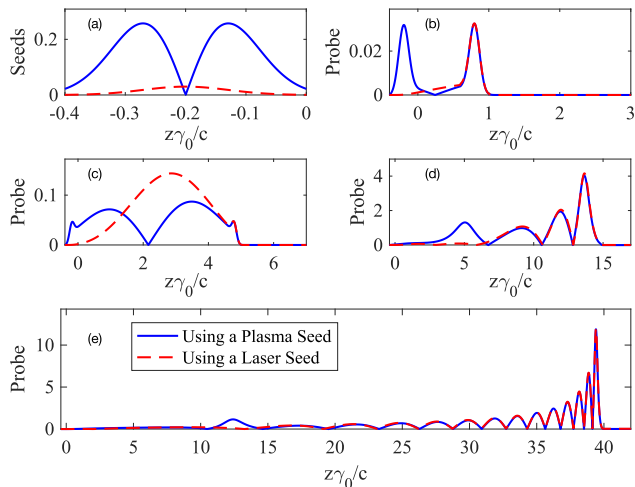 (a)
Seeds
0.2
0
-0.4 -0.3 -0.2 -0.1 0
zγ₀/c
(b)
Probe
0.02
0
0 1 2 3
zγ₀/c
(c)
Probe
0.1
0
0 2 4 6
zγ₀/c
(d)
Probe
4
2
0
0 5 10 15
zγ₀/c
(e)
Using a Plasma Seed
Using a Laser Seed
Probe
10
5
0
0 5 10 15 20 25 30 35 40
zγ₀/c